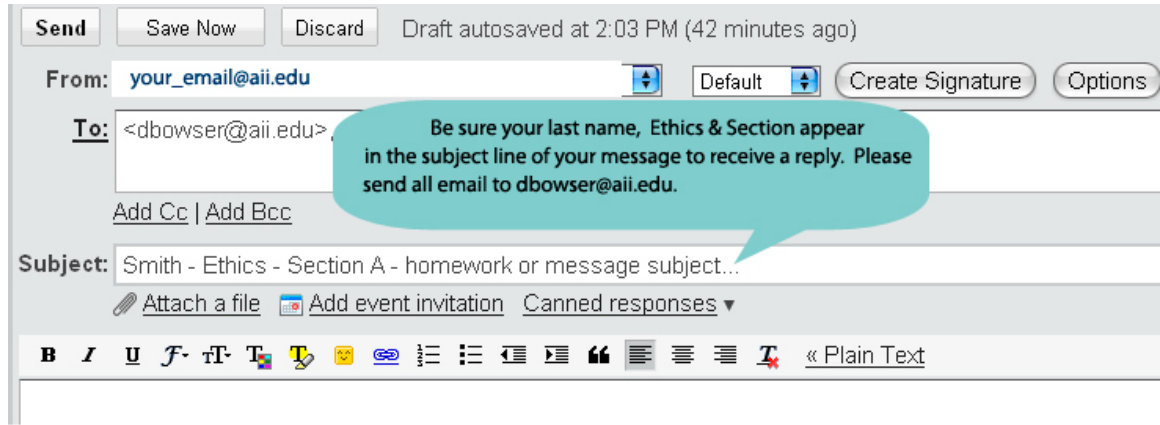 Send Save Now Discard Draft autosaved at 2:03 PM (42 minutes ago)
From: your_email@aii.edu Default Create Signature Options
To: <dbowser@aii.edu>,
Be sure your last name, Ethics & Section appear
in the subject line of your message to receive a reply. Please
send all email to dbowser@aii.edu.
Add Cc | Add Bcc
Subject: Smith - Ethics - Section A - homework or message subject...
Attach a file Add event invitation Canned responses ▾
B I U F T T T « Plain Text